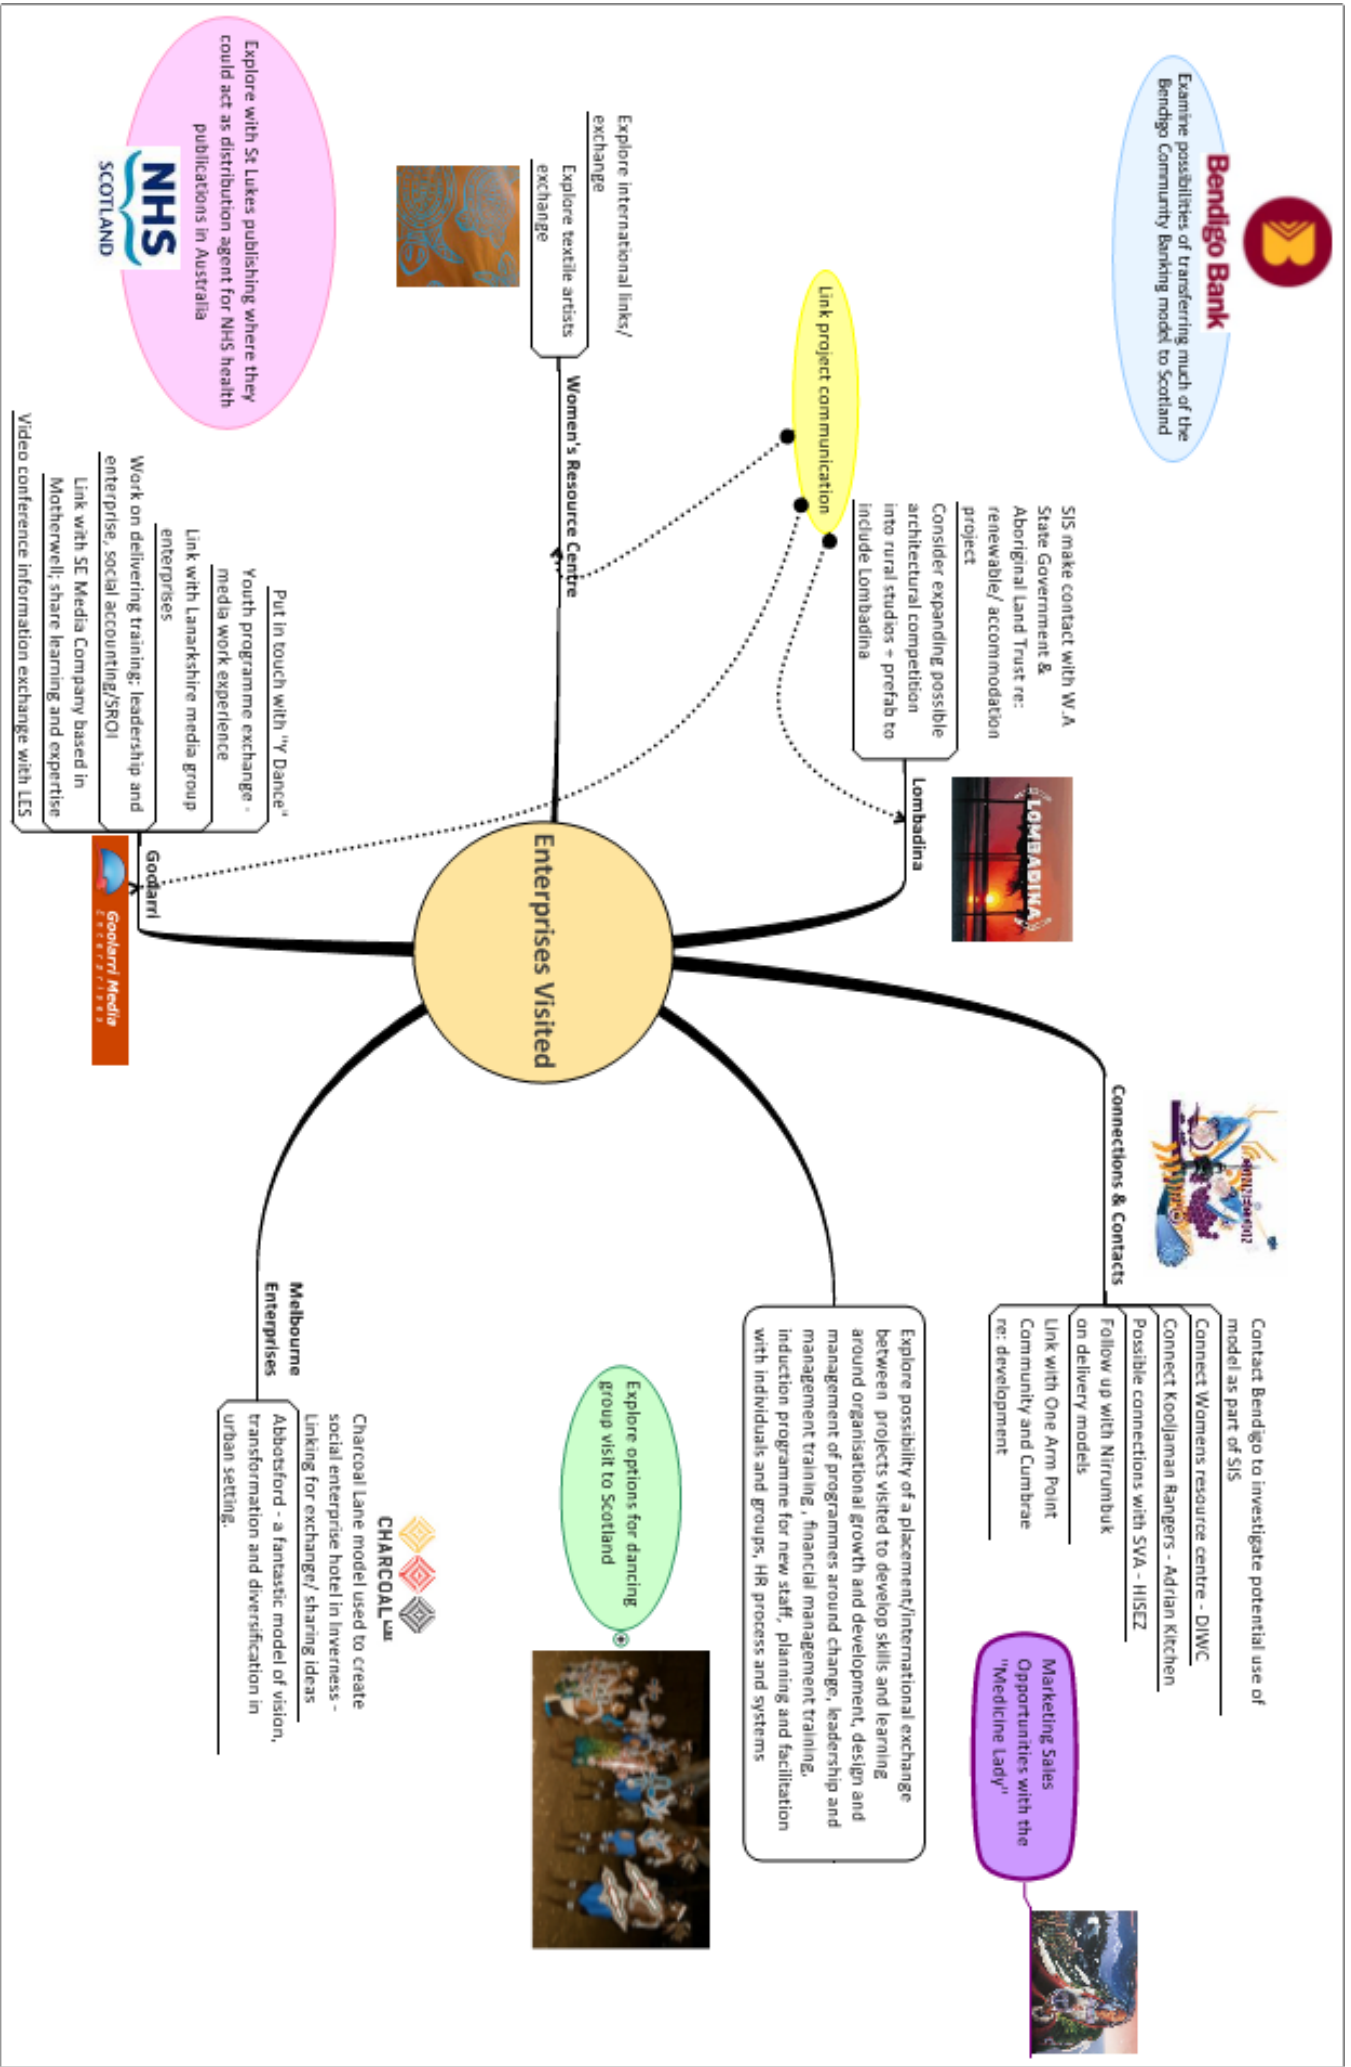 Bendigo Bank
Examine possibilities of transferring much of the
Bendigo Community Banking model to Scotland
SIS make contact with W.A
State Government &
Aboriginal Land Trust re:
renewable/ accommodation
project
Consider expanding possible
architectural competition
into rural studios + prefab to
include Lombadina
LOMBADINA
Lombadina
Link project communication
Explore international links/
exchange
Explore textile artists
exchange
Women's Resource Centre
Explore with St Lukes publishing where they
could act as distribution agent for NHS health
publications in Australia
NHS
SCOTLAND
Put in touch with "Y Dance"
Youth programme exchange -
media work experience
Link with Lanarkshire media group
enterprises
Work on delivering training: leadership and
enterprise, social accounting/SROI
Link with SE Media Company based in
Motherwell; share learning and expertise
Video conference information exchange with LES
Goolarri
Goolarri Media
Enterprises
Enterprises Visited
Connections & Contacts
Contact Bendigo to investigate potential use of
model as part of SIS
Connect Womens resource centre - DIWC
Connect Kooljaman Rangers - Adrian Kitchen
Possible connections with SVA - HISEZ
Follow up with Nirrumbuk
on delivery models
Link with One Arm Point
Community and Cumbrae
re: development
Marketing Sales
Opportunities with the
"Medicine Lady"
Explore possibility of a placement/international exchange
between projects visited to develop skills and learning
around organisational growth and development, design and
management of programmes around change, leadership and
management training , financial management training,
induction programme for new staff, planning and facilitation
with individuals and groups, HR process and systems
Explore options for dancing
group visit to Scotland
CHARCOAL LANE
Melbourne
Enterprises
Charcoal Lane model used to create
social enterprise hotel in Inverness -
Linking for exchange/ sharing ideas
Abbotsford - a fantastic model of vision,
transformation and diversification in
urban setting.